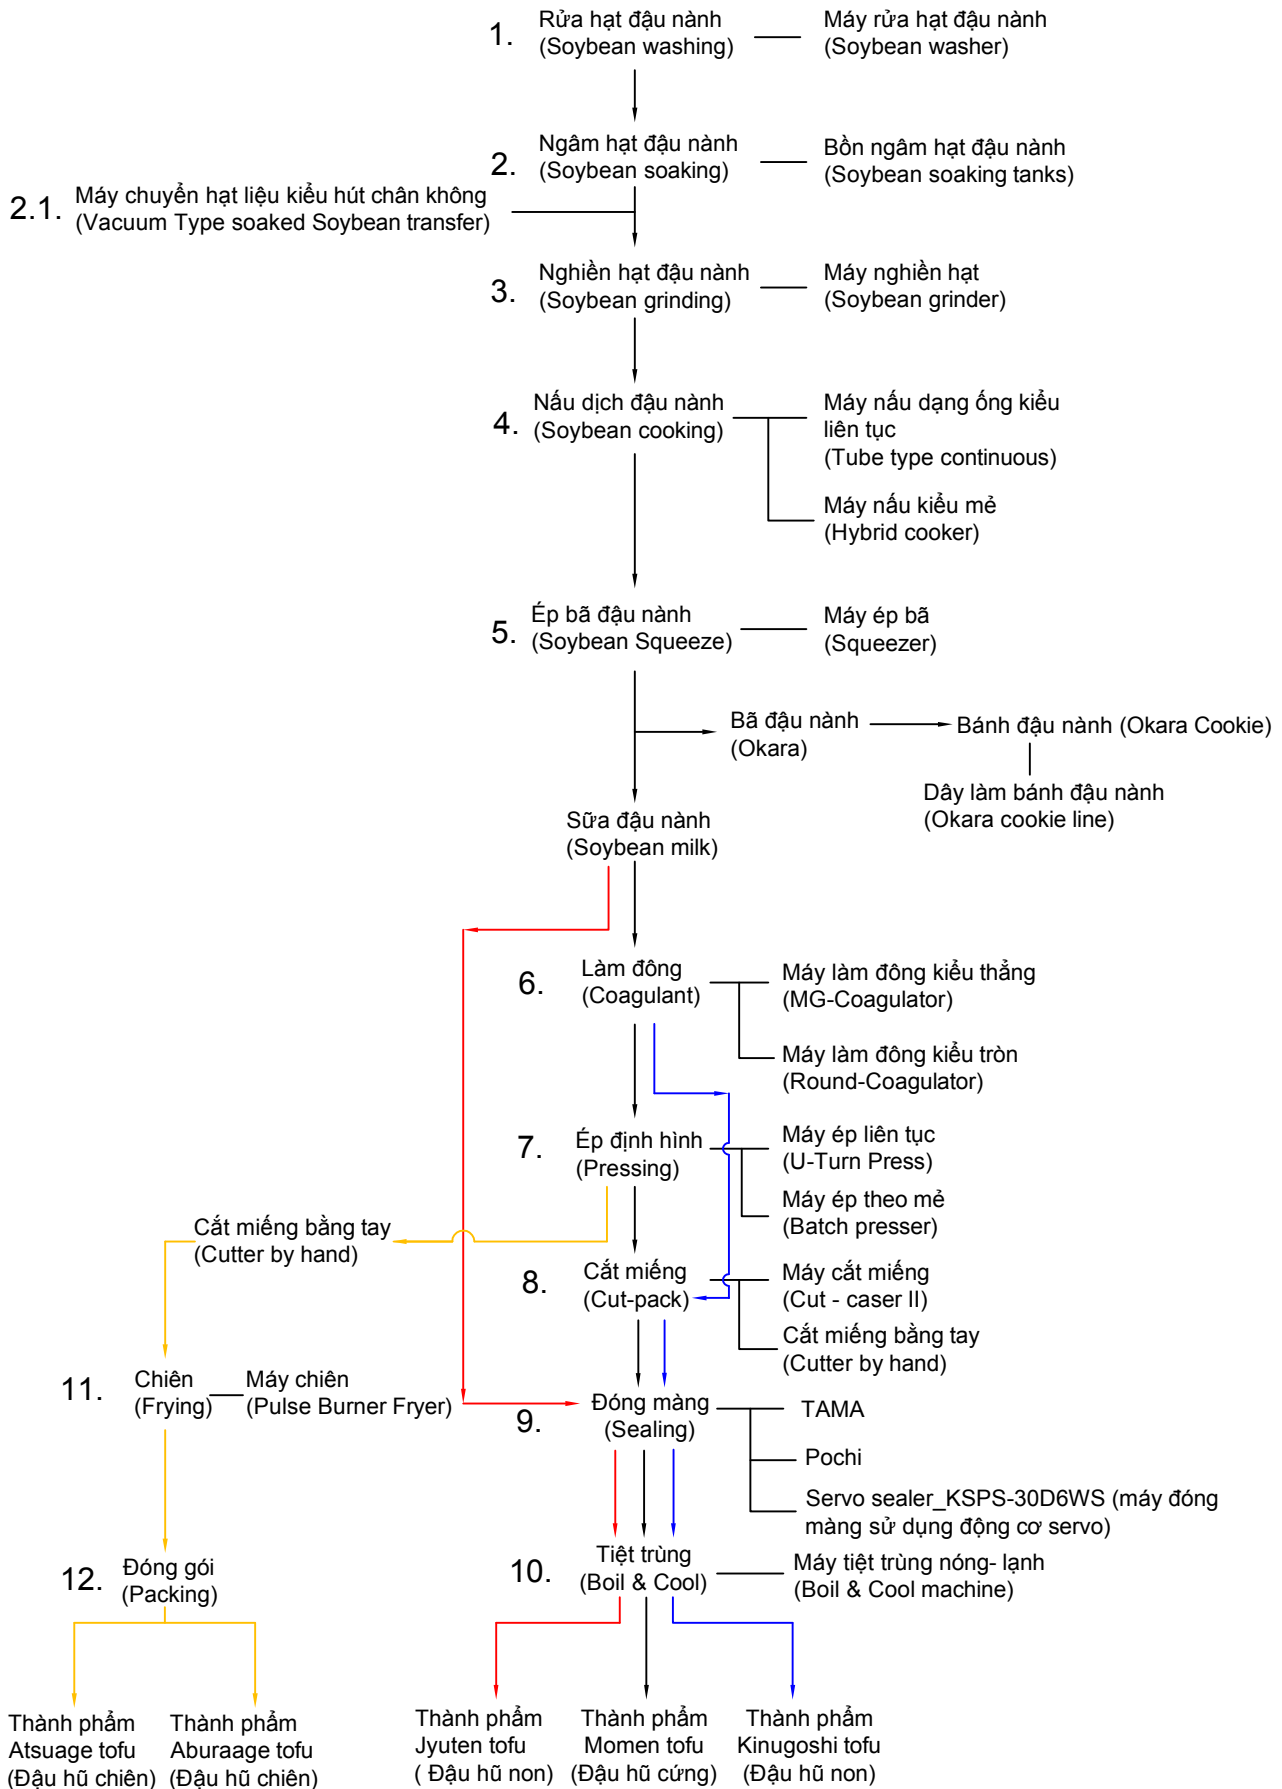 1.
Rửa hạt đậu nành
(Soybean washing)
Máy rửa hạt đậu nành
(Soybean washer)
2.
Ngâm hạt đậu nành
(Soybean soaking)
Bồn ngâm hạt đậu nành
(Soybean soaking tanks)
2.1.
Máy chuyển hạt liệu kiểu hút chân không
(Vacuum Type soaked Soybean transfer)
3.
Nghiền hạt đậu nành
(Soybean grinding)
Máy nghiền hạt
(Soybean grinder)
4.
Nấu dịch đậu nành
(Soybean cooking)
Máy nấu dạng ống kiểu
liên tục
(Tube type continuous)
Máy nấu kiểu mẻ
(Hybrid cooker)
5.
Ép bã đậu nành
(Soybean Squeeze)
Máy ép bã
(Squeezer)
Bã đậu nành
(Okara)
Bánh đậu nành (Okara Cookie)
Dây làm bánh đậu nành
(Okara cookie line)
Sữa đậu nành
(Soybean milk)
6.
Làm đông
(Coagulant)
Máy làm đông kiểu thẳng
(MG-Coagulator)
Máy làm đông kiểu tròn
(Round-Coagulator)
7.
Ép định hình
(Pressing)
Máy ép liên tục
(U-Turn Press)
Máy ép theo mẻ
(Batch presser)
Cắt miếng bằng tay
(Cutter by hand)
8.
Cắt miếng
(Cut-pack)
Máy cắt miếng
(Cut - caser II)
Cắt miếng bằng tay
(Cutter by hand)
11.
Chiên
(Frying)
Máy chiên
(Pulse Burner Fryer)
9.
Đóng màng
(Sealing)
TAMA
Pochi
Servo sealer_KSPS-30D6WS (máy đóng
màng sử dụng động cơ servo)
12.
Đóng gói
(Packing)
10.
Tiệt trùng
(Boil & Cool)
Máy tiệt trùng nóng- lạnh
(Boil & Cool machine)
Thành phẩm
Atsuage tofu
(Đậu hũ chiên)
Thành phẩm
Aburaage tofu
(Đậu hũ chiên)
Thành phẩm
Jyuten tofu
( Đậu hũ non)
Thành phẩm
Momen tofu
(Đậu hũ cứng)
Thành phẩm
Kinugoshi tofu
(Đậu hũ non)